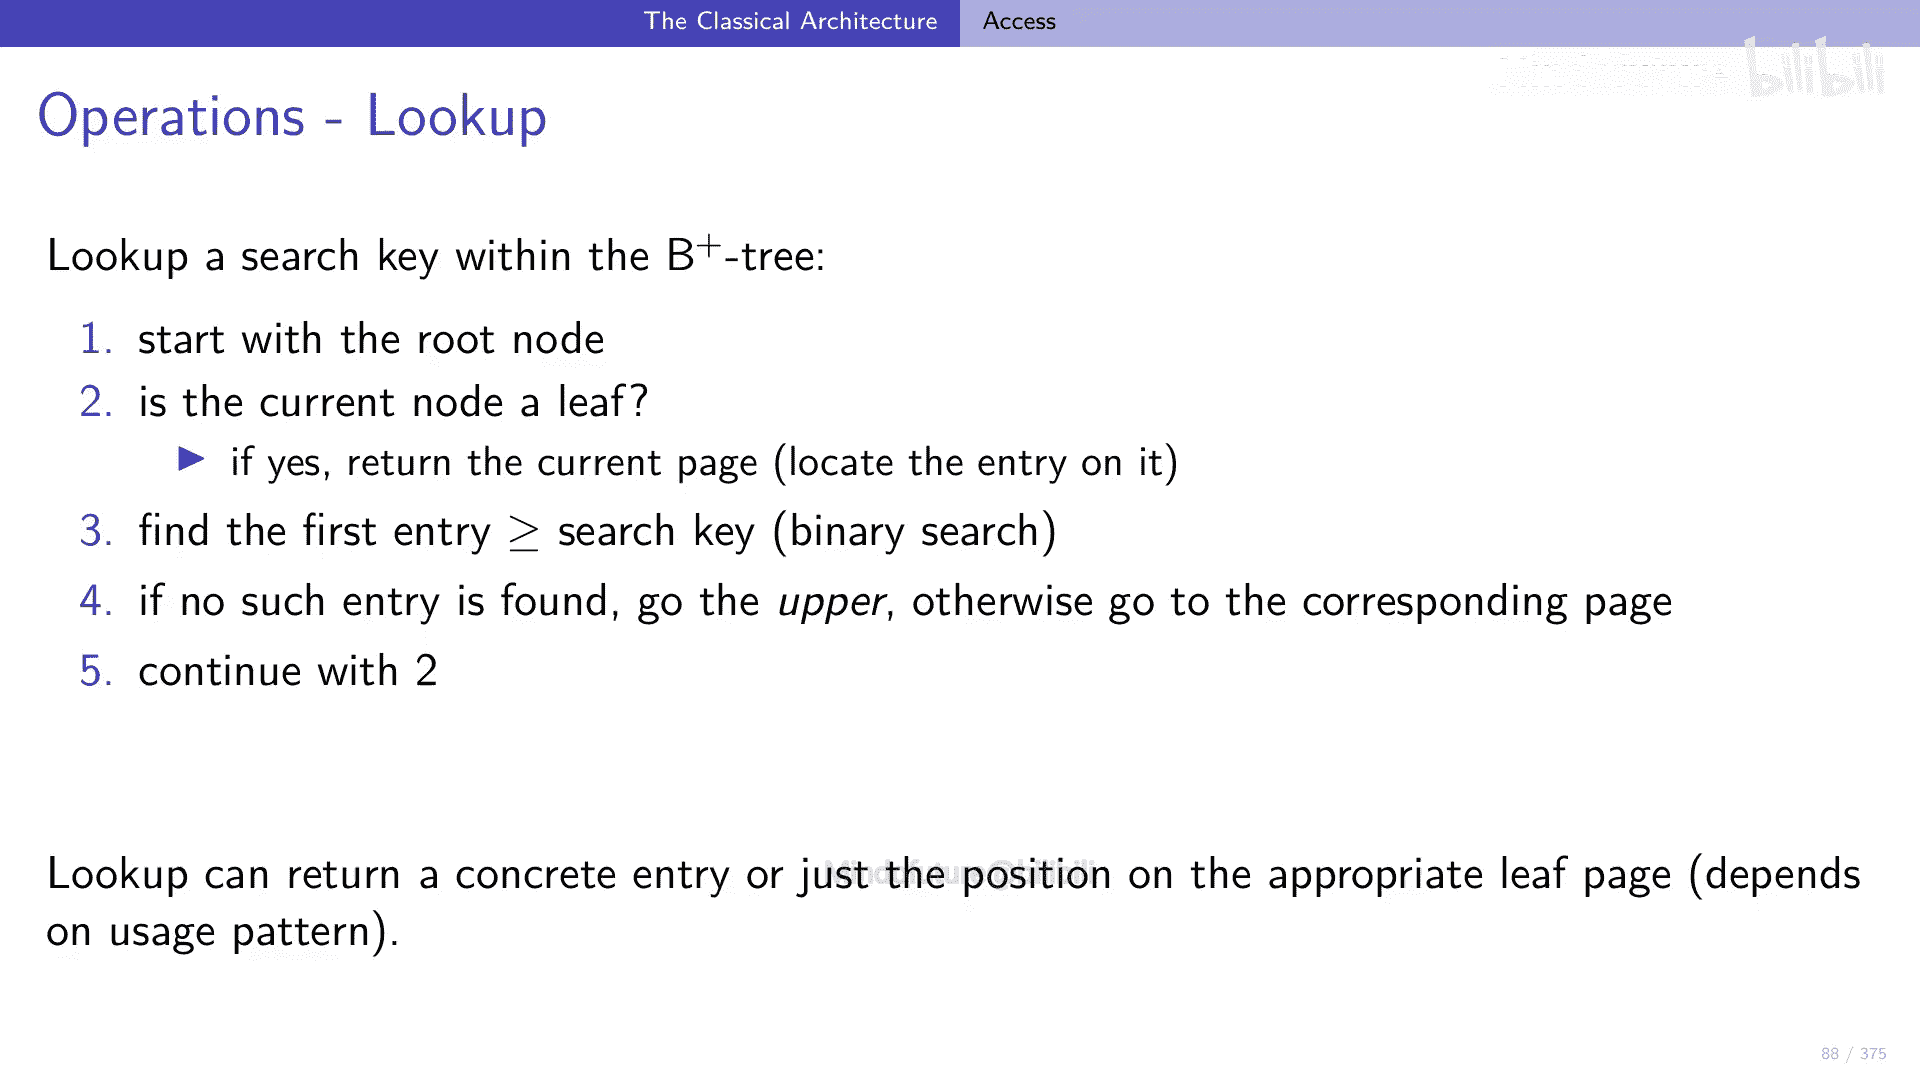 The Classical Architecture Access
bilibili
Operations - Lookup
Lookup a search key within the B⁺-tree:
1. start with the root node
2. is the current node a leaf?
▶ if yes, return the current page (locate the entry on it)
3. find the first entry ≥ search key (binary search)
4. if no such entry is found, go the upper, otherwise go to the corresponding page
5. continue with 2
Lookup can return a concrete entry or just the position on the appropriate leaf page (depends
on usage pattern).
88 / 375